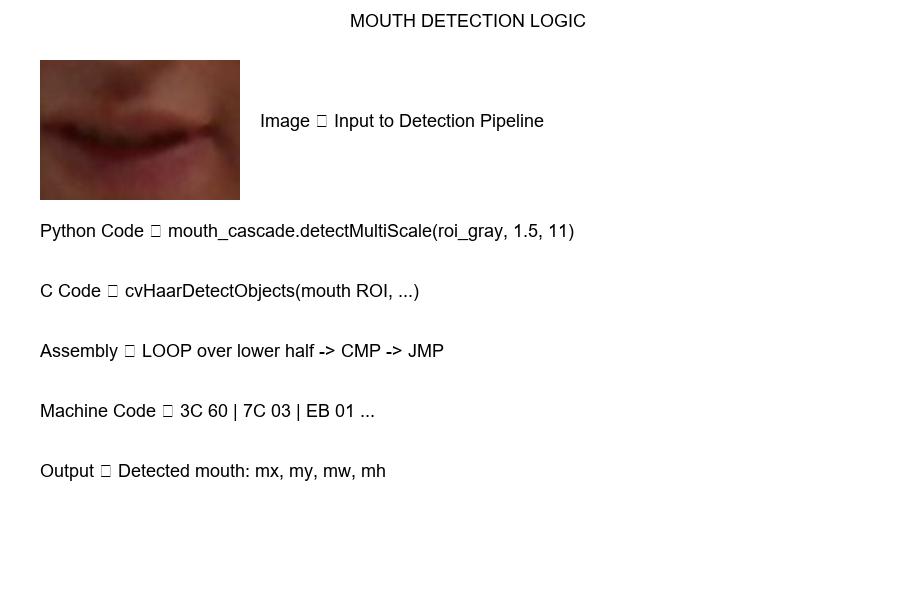 MOUTH DETECTION LOGIC
Image □ Input to Detection Pipeline
Python Code □ mouth_cascade.detectMultiScale(roi_gray, 1.5, 11)
C Code □ cvHaarDetectObjects(mouth ROI, ...)
Assembly □ LOOP over lower half -> CMP -> JMP
Machine Code □ 3C 60 | 7C 03 | EB 01 ...
Output □ Detected mouth: mx, my, mw, mh